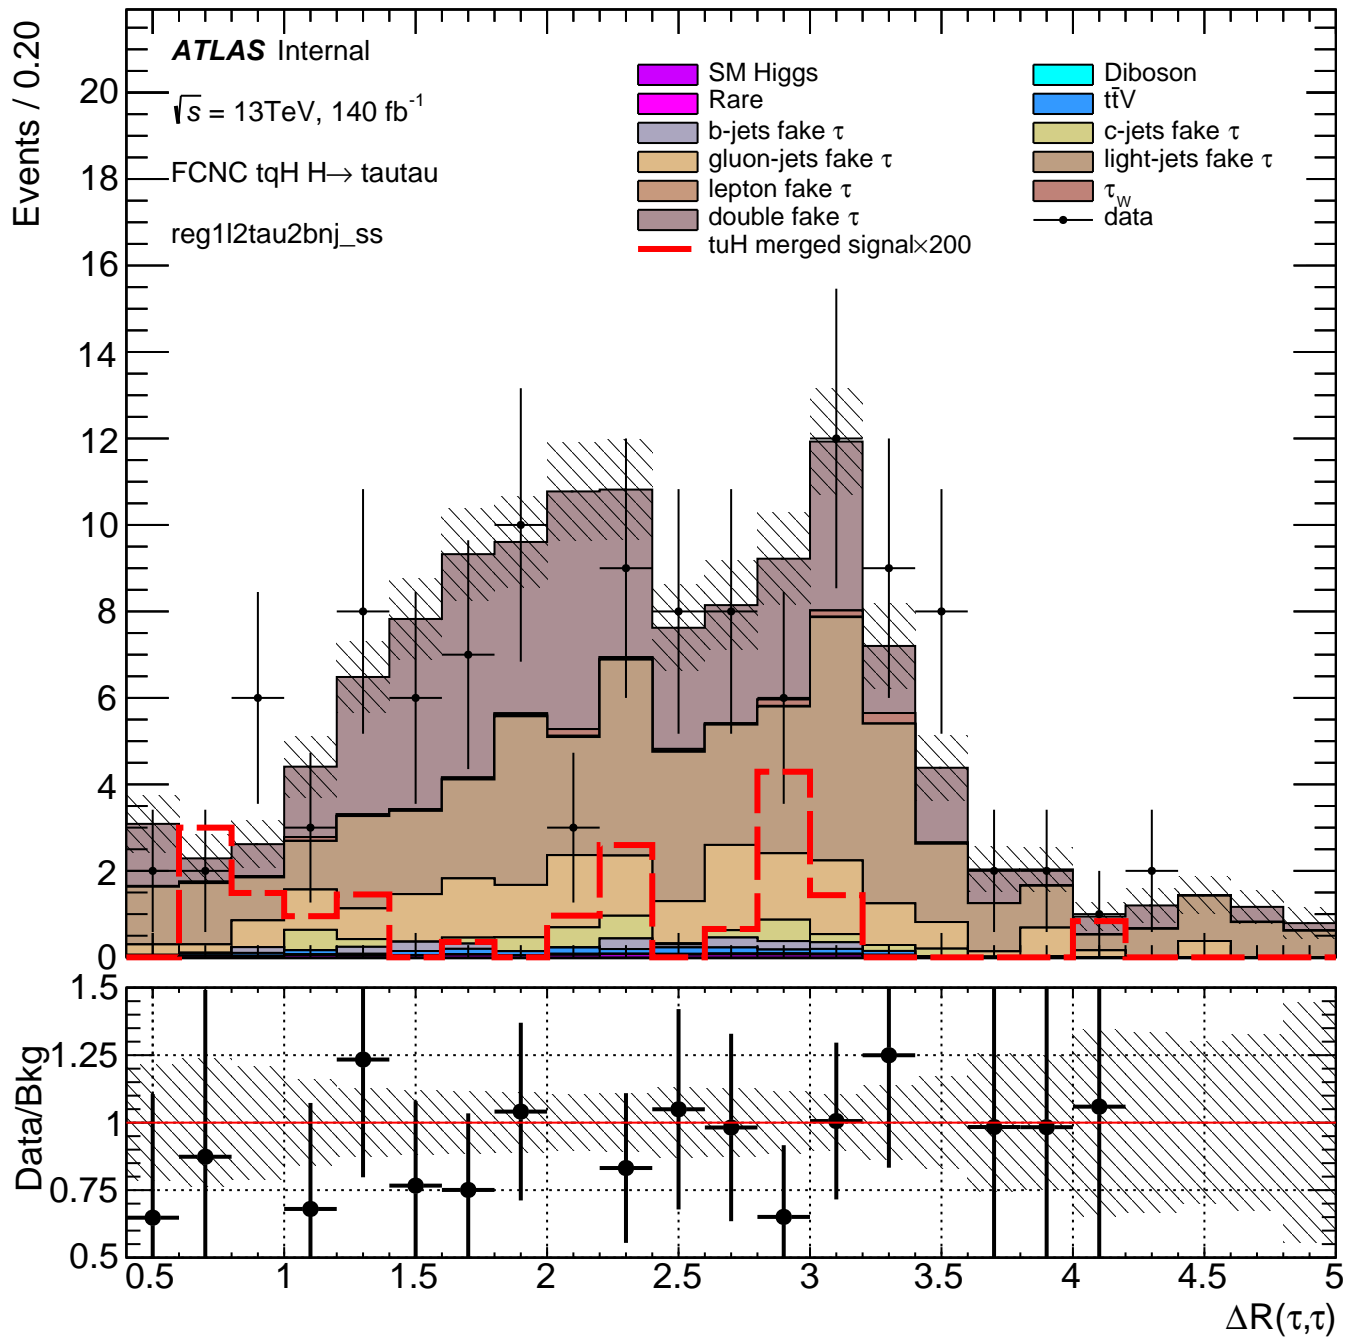 Events / 0.20
20
18
16
14
12
10
8
6
4
2
0
ATLAS Internal
√s = 13TeV, 140 fb⁻¹
FCNC tqH H→ tautau
reg1l2tau2bnj_ss
SM Higgs
Rare
b-jets fake τ
gluon-jets fake τ
lepton fake τ
double fake τ
tuH merged signal×200
Diboson
tt̄V
c-jets fake τ
light-jets fake τ
τ_W
data
Data/Bkg
1.5
1.25
1
0.75
0.5
0.5 1 1.5 2 2.5 3 3.5 4 4.5 5
ΔR(τ,τ)